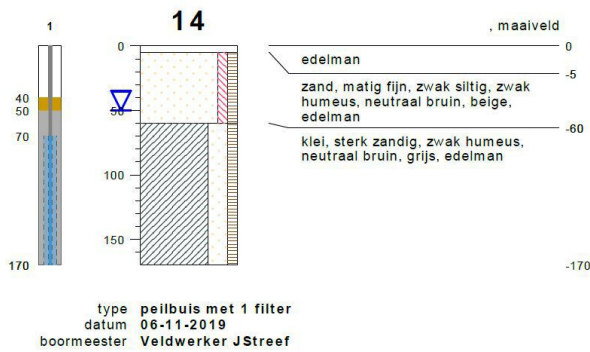 1
14
, maaiveld
0
0
edelman
-5
zand, matig fijn, zwak siltig, zwak
humeus, neutraal bruin, beige,
edelman
40
50
50
70
-60
klei, sterk zandig, zwak humeus,
neutraal bruin, grijs, edelman
100
150
170
-170
type peilbuis met 1 filter
datum 06-11-2019
boormeester Veldwerker JStreef